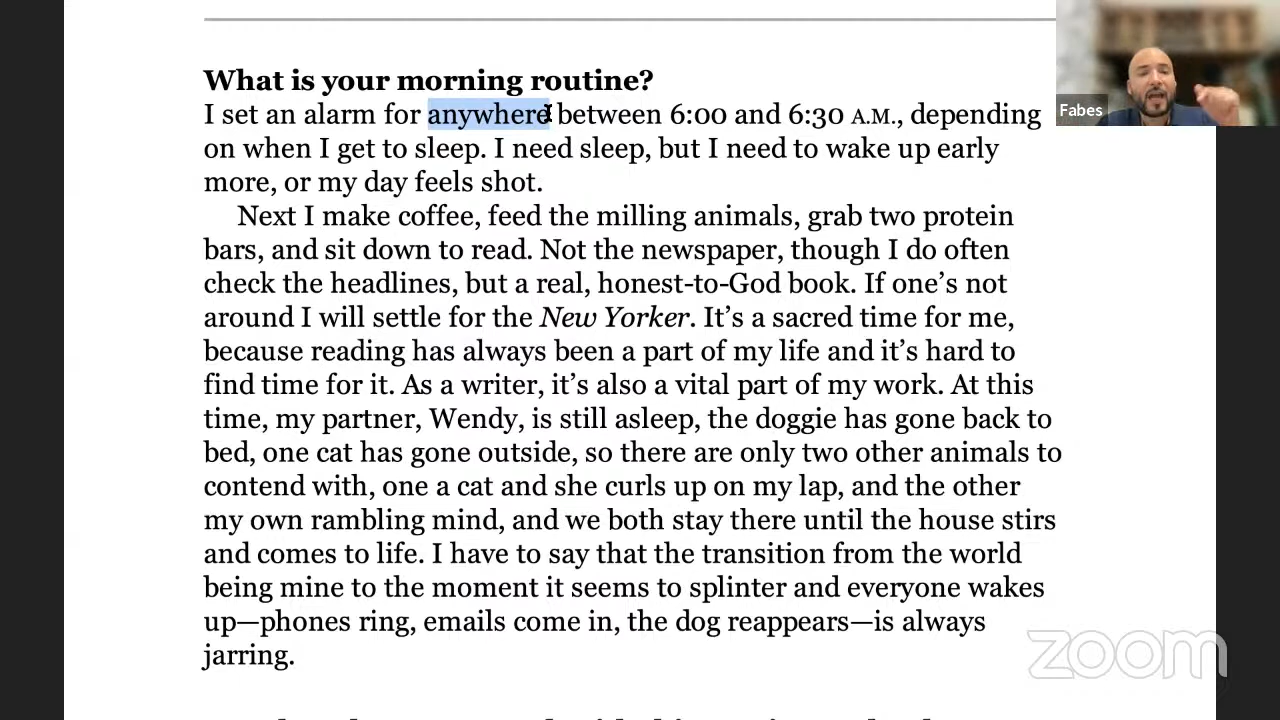 What is your morning routine?
I set an alarm for anywhere between 6:00 and 6:30 A.M., depending
on when I get to sleep. I need sleep, but I need to wake up early
more, or my day feels shot.
Next I make coffee, feed the milling animals, grab two protein
bars, and sit down to read. Not the newspaper, though I do often
check the headlines, but a real, honest-to-God book. If one’s not
around I will settle for the New Yorker. It’s a sacred time for me,
because reading has always been a part of my life and it’s hard to
find time for it. As a writer, it’s also a vital part of my work. At this
time, my partner, Wendy, is still asleep, the doggie has gone back to
bed, one cat has gone outside, so there are only two other animals to
contend with, one a cat and she curls up on my lap, and the other
my own rambling mind, and we both stay there until the house stirs
and comes to life. I have to say that the transition from the world
being mine to the moment it seems to splinter and everyone wakes
up—phones ring, emails come in, the dog reappears—is always
jarring.
Fabes
zoom